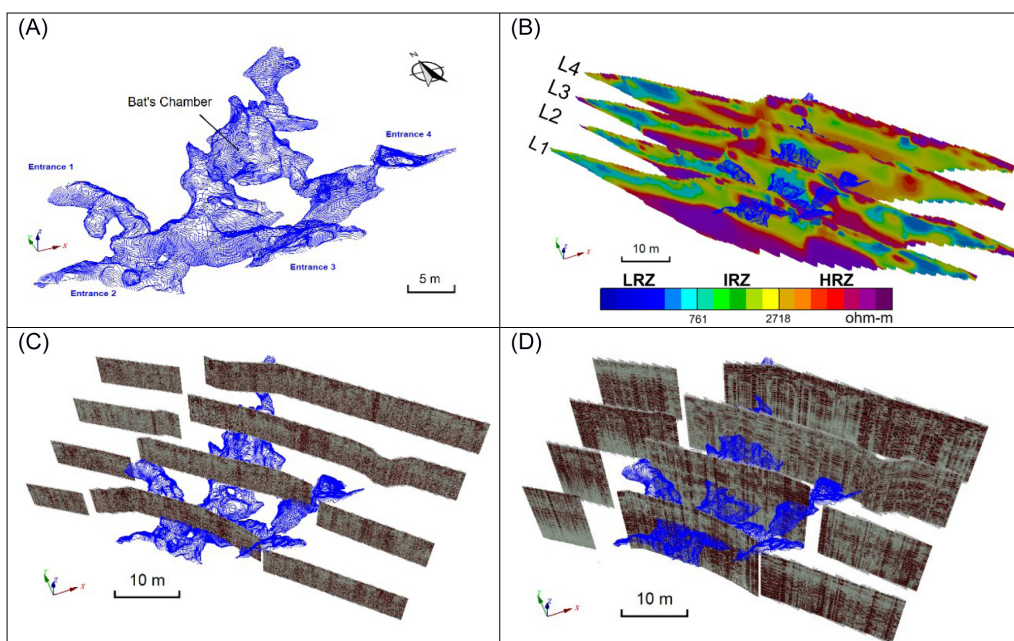 (A)
N
Bat's Chamber
Entrance 4
Entrance 1
Entrance 3
Entrance 2
Y
Z
X
5 m
(B)
L4
L3
L2
L1
10 m
Z
X
LRZ IRZ HRZ
761 2718 ohm-m
(C)
Y
Z
X
10 m
(D)
Y
Z
X
10 m